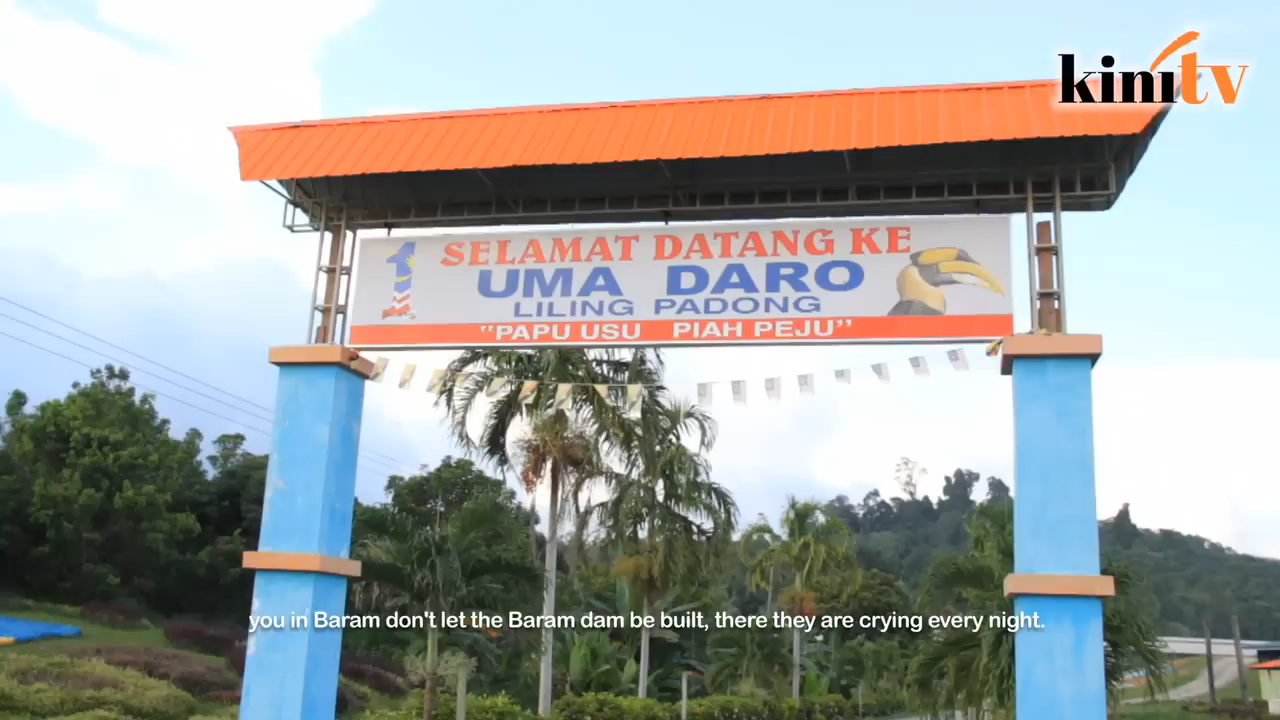 kinitv
SELAMAT DATANG KE
UMA DARO
LILING PADONG
"PAPU USU PIAH PEJU"
you in Baram don't let the Baram dam be built, there they are crying every night.